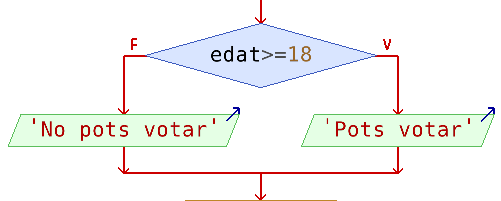 F
V
edat>=18
'No pots votar'
'Pots votar'